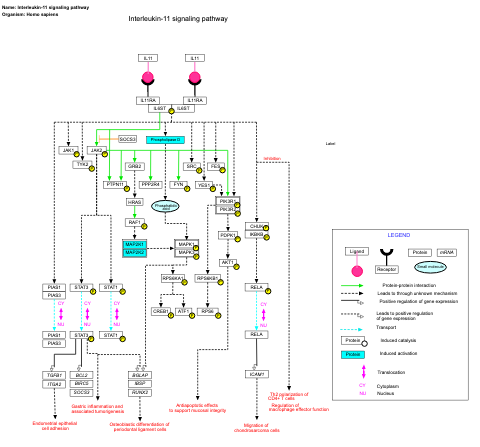 Name: Interleukin-11 signaling pathway
Organism: Homo sapiens
Interleukin-11 signaling pathway
IL11 IL11
IL11RA IL11RA
IL6ST IL6ST
SOCS3 Phospholipase D
JAK1 JAK2
TYK2 GRB2 SRC FES
Inhibition
PTPN11 PPP2R4 FYN YES1
HRAS Phosphatidic acid PIK3R1
PIK3R2
RAF1 CHUK
PDPK1 IKBKB
MAP2K1 MAPK1
MAP2K2 MAPK3
AKT1
RPS6KA1 RPS6KB1
PIAS1 STAT3 STAT1 RELA
PIAS3
CY CY CY CY
CREB1 ATF1 RPS6
NU NU NU NU
PIAS1 STAT3 STAT1 RELA
PIAS3
TGFB1 BCL2 BGLAP ICAM1
ITGA2 BIRC5 IBSP
SOCS3 RUNX2
Th2 polarization of
CD4+ T cells
Gastric inflammation and
associated tumorigenesis
Antiapoptotic effects
to support mucosal integrity
Regulation of
macrophage effector function
Endometrial epithelial
cell adhesion
Osteoblastic differentiation of
periodontal ligament cells
Migration of
chondrosarcoma cells
Label
LEGEND
Ligand Receptor Protein mRNA
Small molecule
Protein-protein interaction
Leads to through unknown mechanism
Positive regulation of gene expression
Leads to positive regulation
of gene expression
Transport
Protein Induced catalysis
Protein Induced activation
Translocation
CY Cytoplasm
NU Nucleus